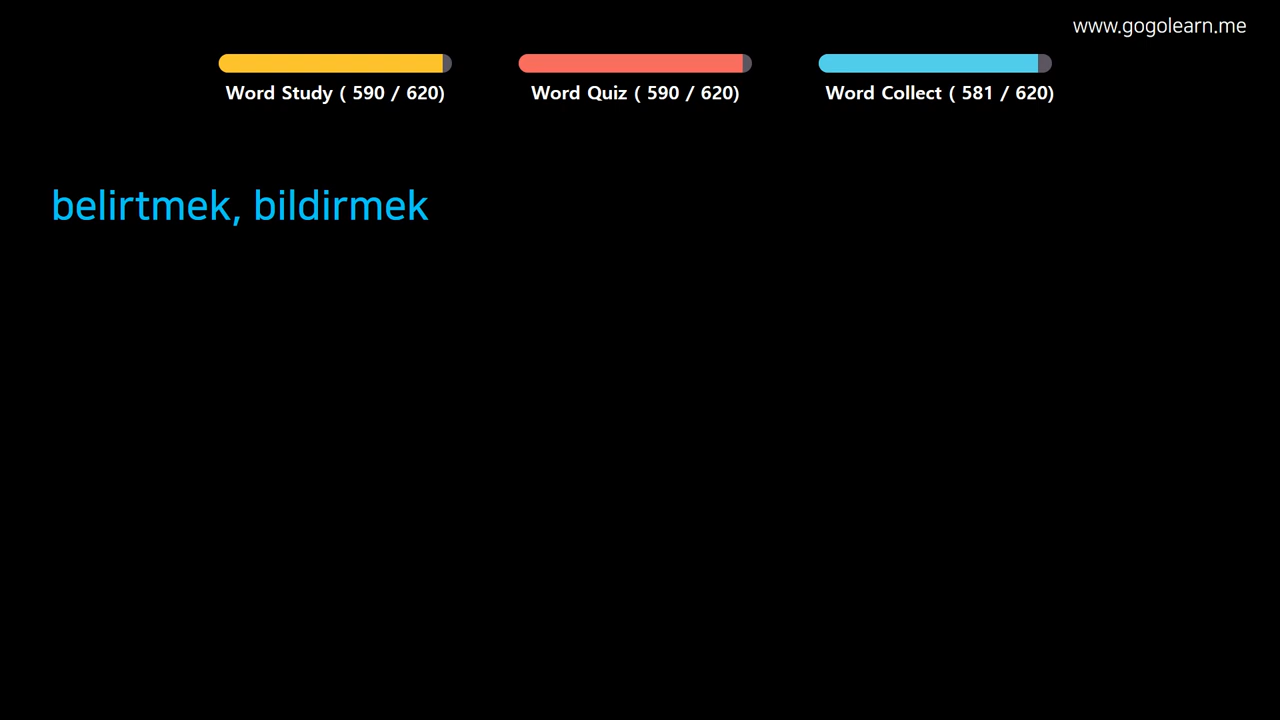 www.gogolearn.me
Word Study ( 590 / 620)
Word Quiz ( 590 / 620)
Word Collect ( 581 / 620)
belirtmek, bildirmek